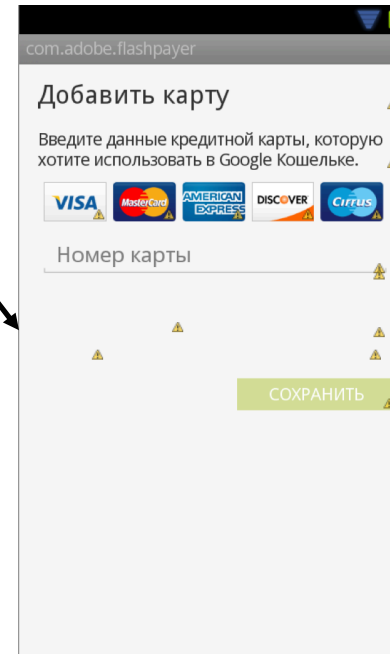 com.adobe.flashpayer
Добавить карту
Введите данные кредитной карты, которую
хотите использовать в Google Кошельке.
VISA MasterCard AMERICAN EXPRESS DISCOVER Cirrus
Номер карты
СОХРАНИТЬ